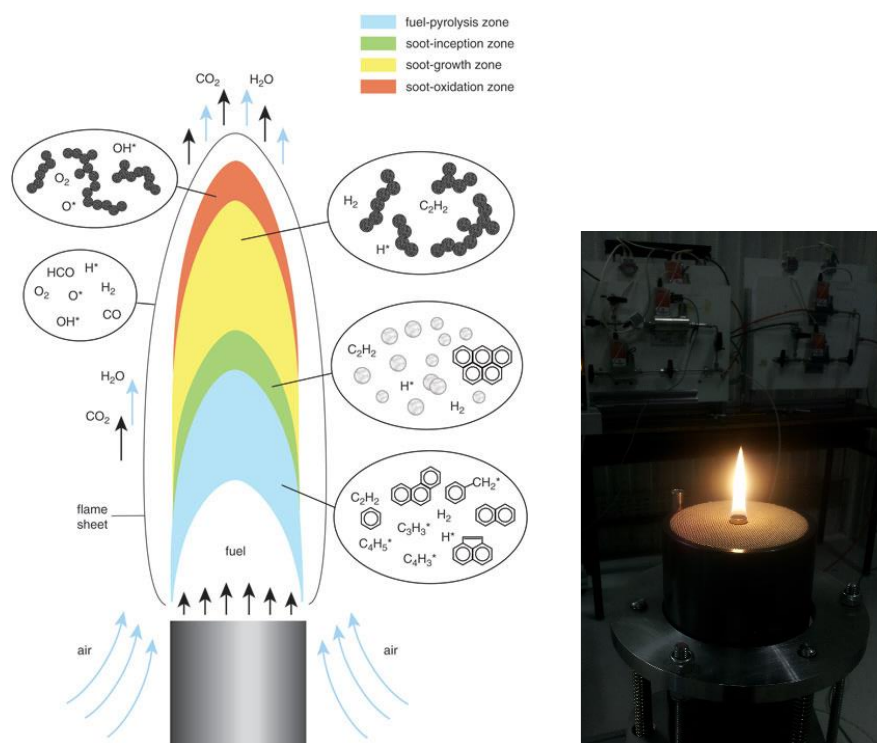 fuel-pyrolysis zone
soot-inception zone
soot-growth zone
soot-oxidation zone
CO₂ H₂O
OH*
O₂
O*
H₂
C₂H₂
H*
HCO H*
O₂ O* H₂
OH* CO
C₂H₂
H*
H₂
H₂O
CO₂
C₂H₂
CH₂*
H₂
C₃H₃*
H*
C₄H₅*
C₄H₃*
flame
sheet
fuel
air
air